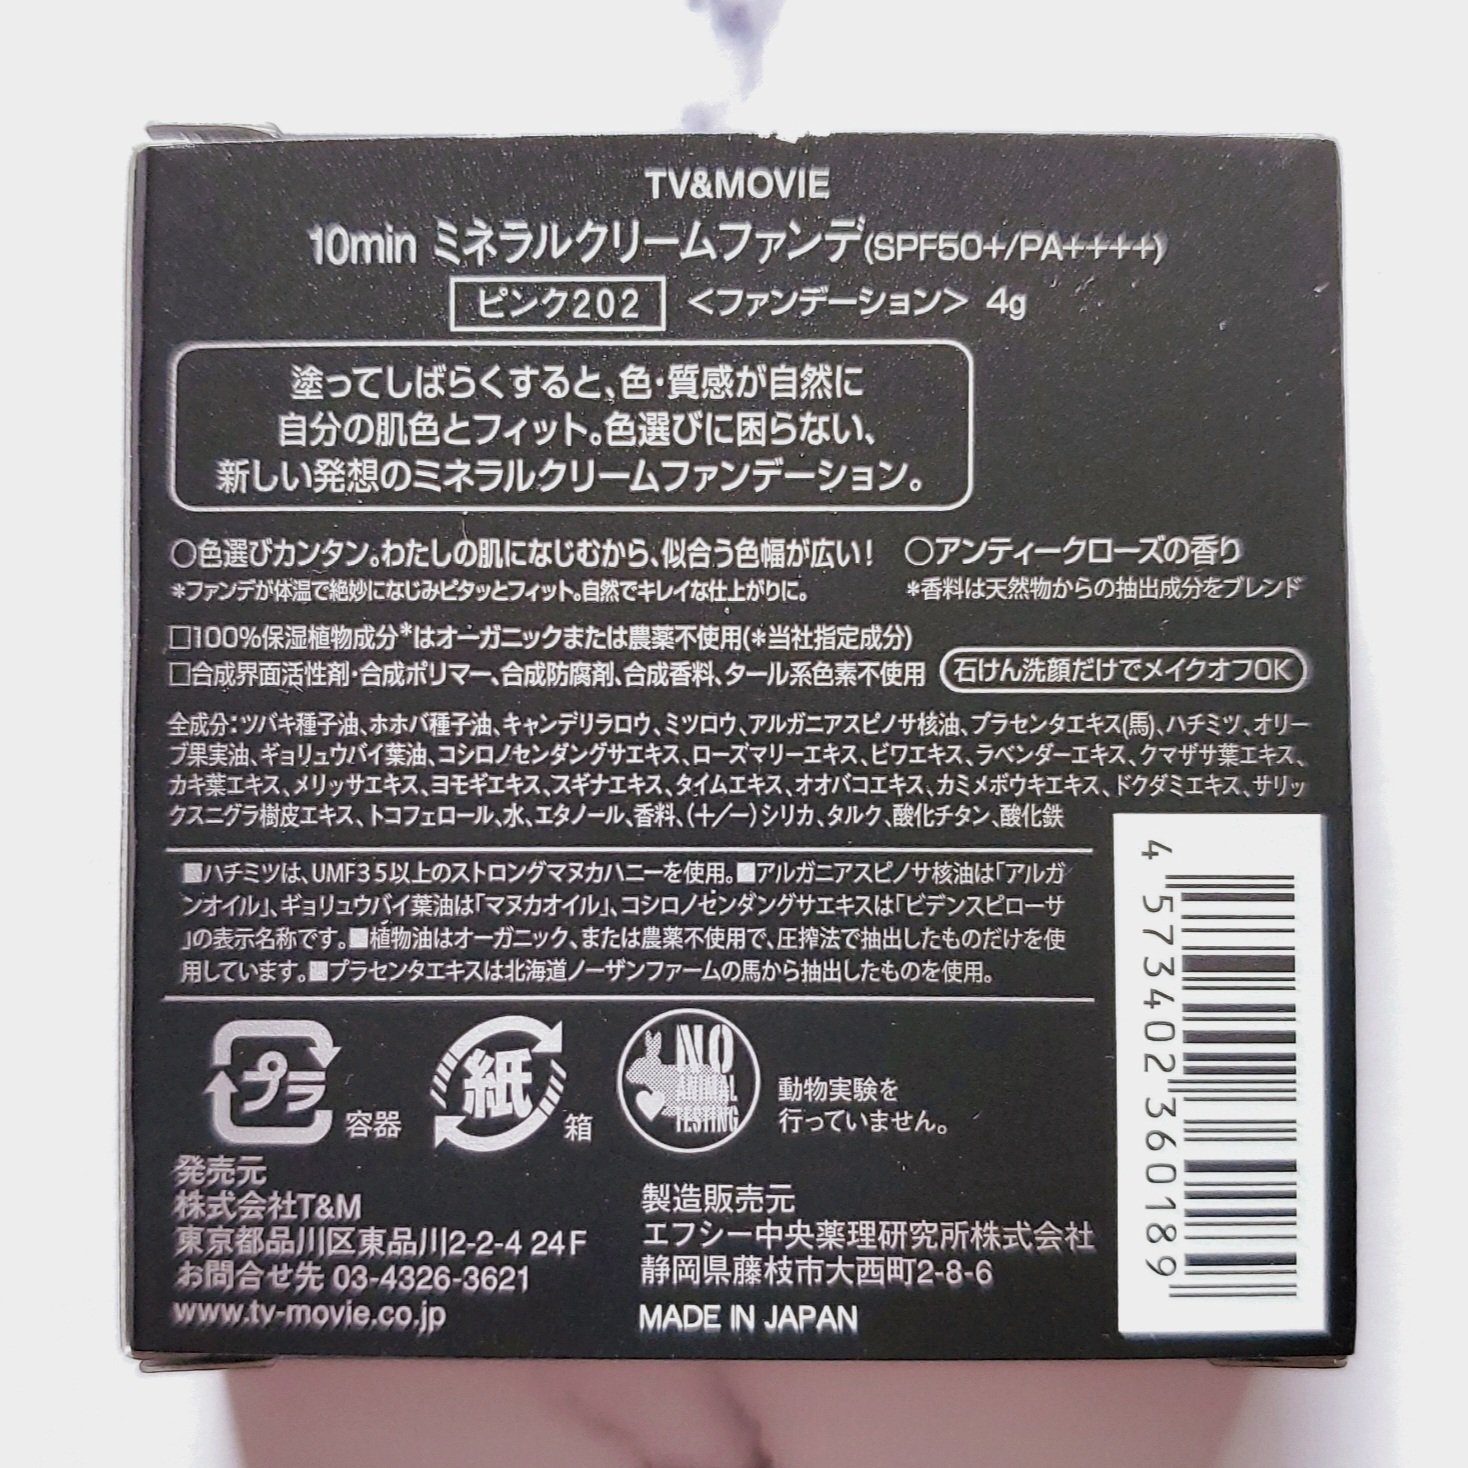 TV&MOVIE
10min ミネラルクリームファンデ(SPF50+/PA++++)
ピンク202 <ファンデーション> 4g
塗ってしばらくすると、色・質感が自然に
自分の肌色とフィット。色選びに困らない、
新しい発想のミネラルクリームファンデーション。
○色選びカンタン。わたしの肌になじむから、似合う色幅が広い!
*ファンデが体温で絶妙になじみピタッとフィット。自然でキレイな仕上がりに。
○アンティークローズの香り
*香料は天然物からの抽出成分をブレンド
□100%保湿植物成分*はオーガニックまたは農薬不使用(*当社指定成分)
□合成界面活性剤・合成ポリマー、合成防腐剤、合成香料、タール系色素不使用
石けん洗顔だけでメイクオフOK
全成分:ツバキ種子油、ホホバ種子油、キャンデリラロウ、ミツロウ、アルガニアスピノサ核油、プラセンタエキス(馬)、ハチミツ、オリー
ブ果実油、ギョリュウバイ葉油、コシロノセンダングサエキス、ローズマリーエキス、ビワエキス、ラベンダーエキス、クマザサ葉エキス、
カキ葉エキス、メリッサエキス、ヨモギエキス、スギナエキス、タイムエキス、オオバコエキス、カミメボウキエキス、ドクダミエキス、サリッ
クスニグラ樹皮エキス、トコフェロール、水、エタノール、香料、(+/-)シリカ、タルク、酸化チタン、酸化鉄
■ハチミツは、UMF35以上のストロングマヌカハニーを使用。■アルガニアスピノサ核油は「アルガ
ンオイル」、ギョリュウバイ葉油は「マヌカオイル」、コシロノセンダングサエキスは「ビデンスピローサ
」の表示名称です。■植物油はオーガニック、または農薬不使用で、圧搾法で抽出したものだけを使
用しています。■プラセンタエキスは北海道ノーザンファームの馬から抽出したものを使用。
プラ 容器
紙 箱
NO
ANIMAL
TESTING
動物実験を
行っていません。
発売元
株式会社T&M
東京都品川区東品川2-2-4 24F
お問合せ先 03-4326-3621
www.tv-movie.co.jp
製造販売元
エフシー中央薬理研究所株式会社
静岡県藤枝市大西町2-8-6
MADE IN JAPAN
4573402360189